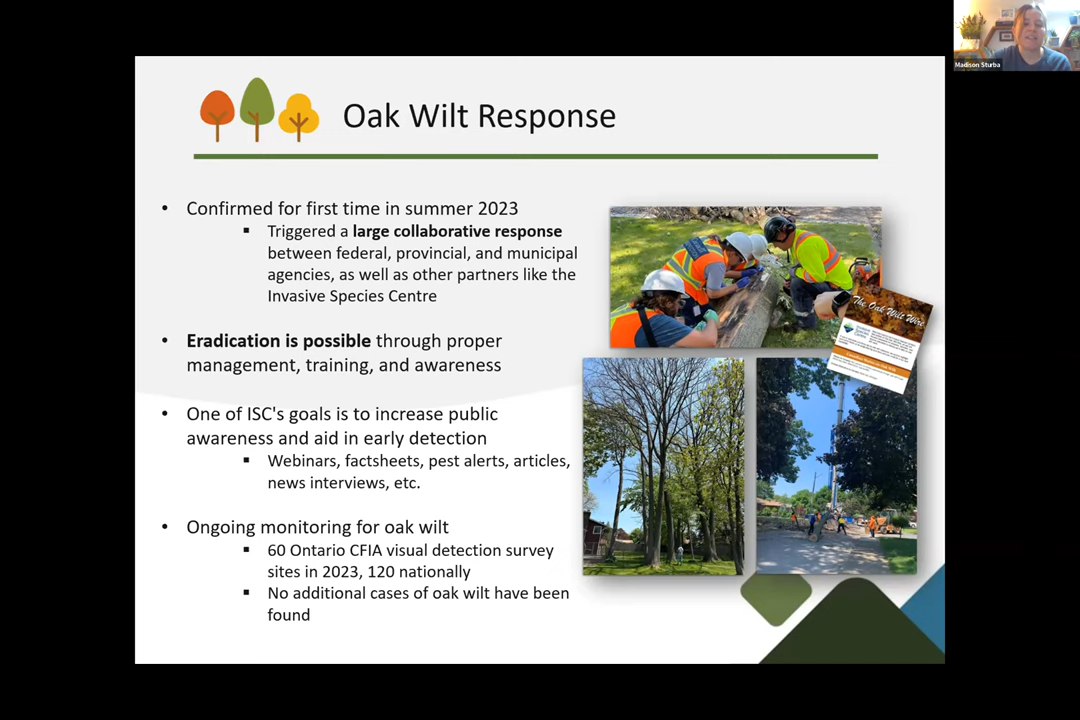 Madison Sturba
Oak Wilt Response
• Confirmed for first time in summer 2023
▪ Triggered a large collaborative response
between federal, provincial, and municipal
agencies, as well as other partners like the
Invasive Species Centre
• Eradication is possible through proper
management, training, and awareness
• One of ISC's goals is to increase public
awareness and aid in early detection
▪ Webinars, factsheets, pest alerts, articles,
news interviews, etc.
• Ongoing monitoring for oak wilt
▪ 60 Ontario CFIA visual detection survey
sites in 2023, 120 nationally
▪ No additional cases of oak wilt have been
found
The Oak Wilt Wire